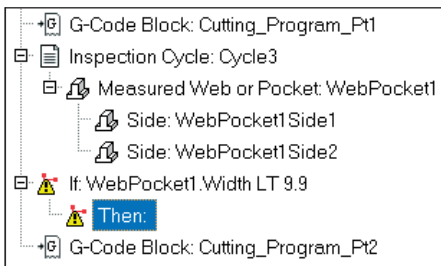 G-Code Block: Cutting_Program_Pt1
Inspection Cycle: Cycle3
Measured Web or Pocket: WebPocket1
Side: WebPocket1Side1
Side: WebPocket1Side2
If: WebPocket1.Width LT 9.9
Then:
G-Code Block: Cutting_Program_Pt2